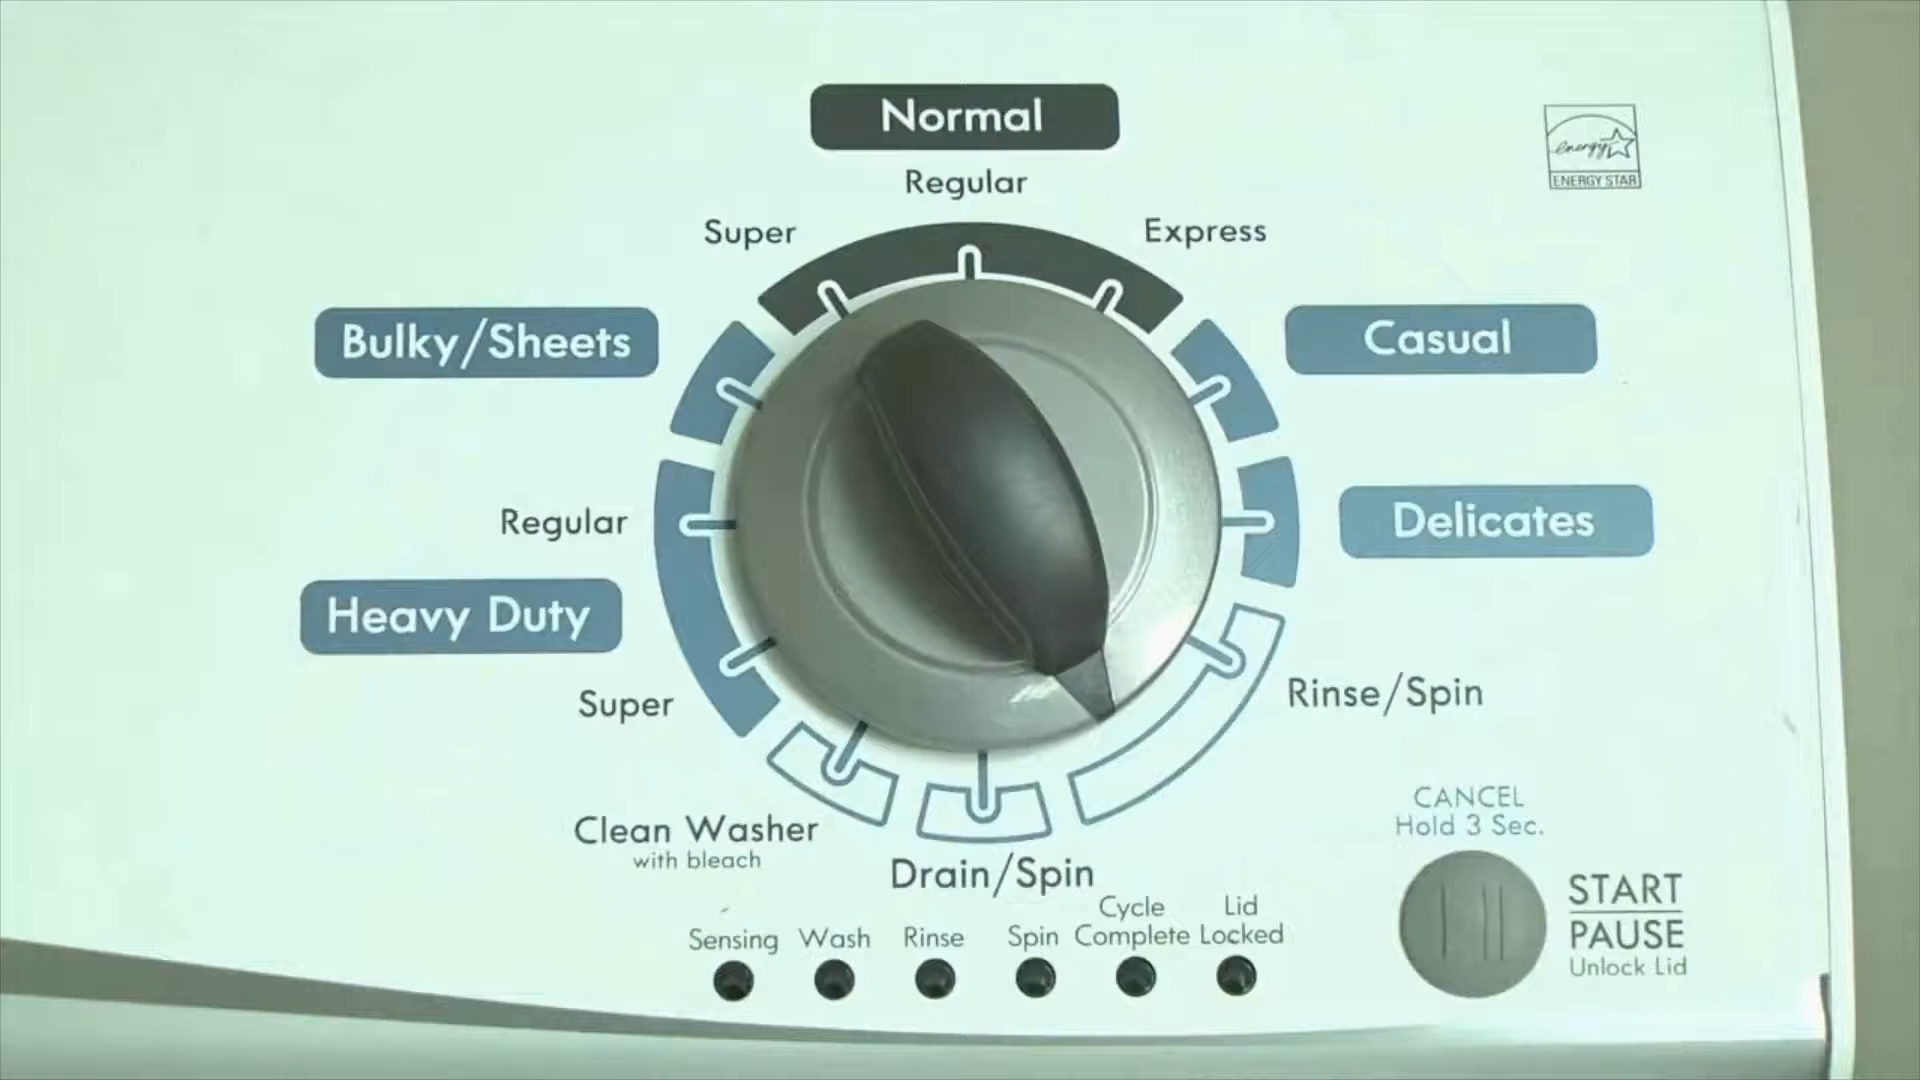 Normal
Regular
Super
Express
energy
ENERGY STAR
Bulky/Sheets
Casual
Regular
Delicates
Heavy Duty
Super
Rinse/Spin
Clean Washer
with bleach
Drain/Spin
CANCEL
Hold 3 Sec.
START
PAUSE
Unlock Lid
Sensing
Wash
Rinse
Spin
Cycle
Complete
Lid
Locked